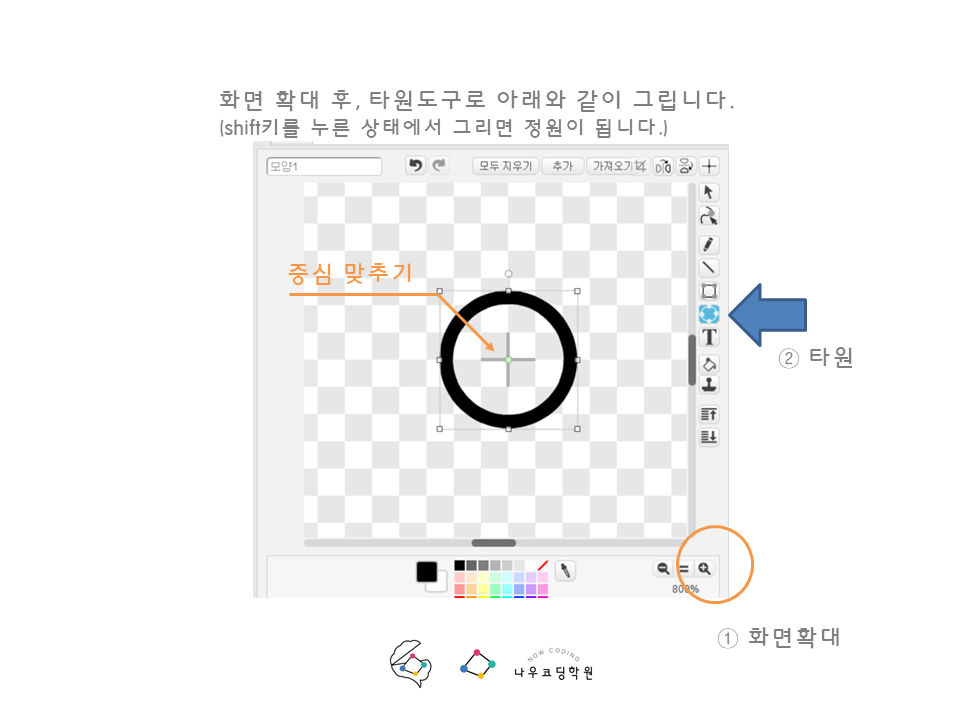 화면 확대 후, 타원도구로 아래와 같이 그립니다.
(shift키를 누른 상태에서 그리면 정원이 됩니다.)
모양1
모두 지우기
추가
가져오기
중심 맞추기
T
② 타원
800%
① 화면확대
NOW CODING
나우코딩학원